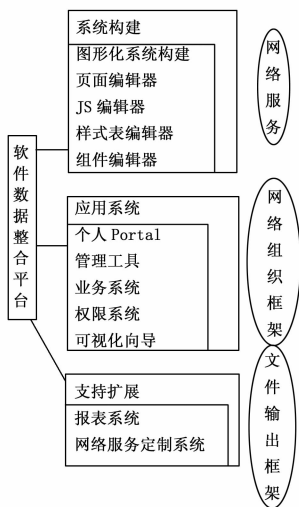 软件数据整合平台
系统构建
图形化系统构建
页面编辑器
JS 编辑器
样式表编辑器
组件编辑器
网络服务
应用系统
个人 Portal
管理工具
业务系统
权限系统
可视化向导
网络组织框架
支持扩展
报表系统
网络服务定制系统
文件输出框架